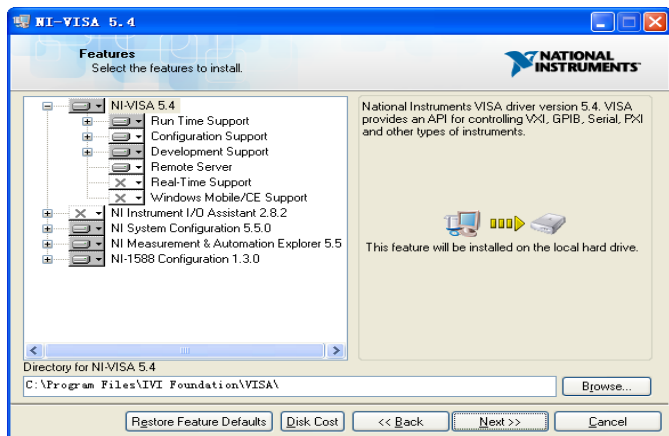 NI-VISA 5.4
Features
Select the features to install.
NATIONAL
INSTRUMENTS
NI-VISA 5.4
Run Time Support
Configuration Support
Development Support
Remote Server
Real-Time Support
Windows Mobile/CE Support
NI Instrument I/O Assistant 2.8.2
NI System Configuration 5.5.0
NI Measurement & Automation Explorer 5.5
NI-1588 Configuration 1.3.0
National Instruments VISA driver version 5.4. VISA
provides an API for controlling VXI, GPIB, Serial, PXI
and other types of instruments.
This feature will be installed on the local hard drive.
Directory for NI-VISA 5.4
C:\Program Files\IVI Foundation\VISA\
Browse...
Restore Feature Defaults
Disk Cost
<< Back
Next >>
Cancel